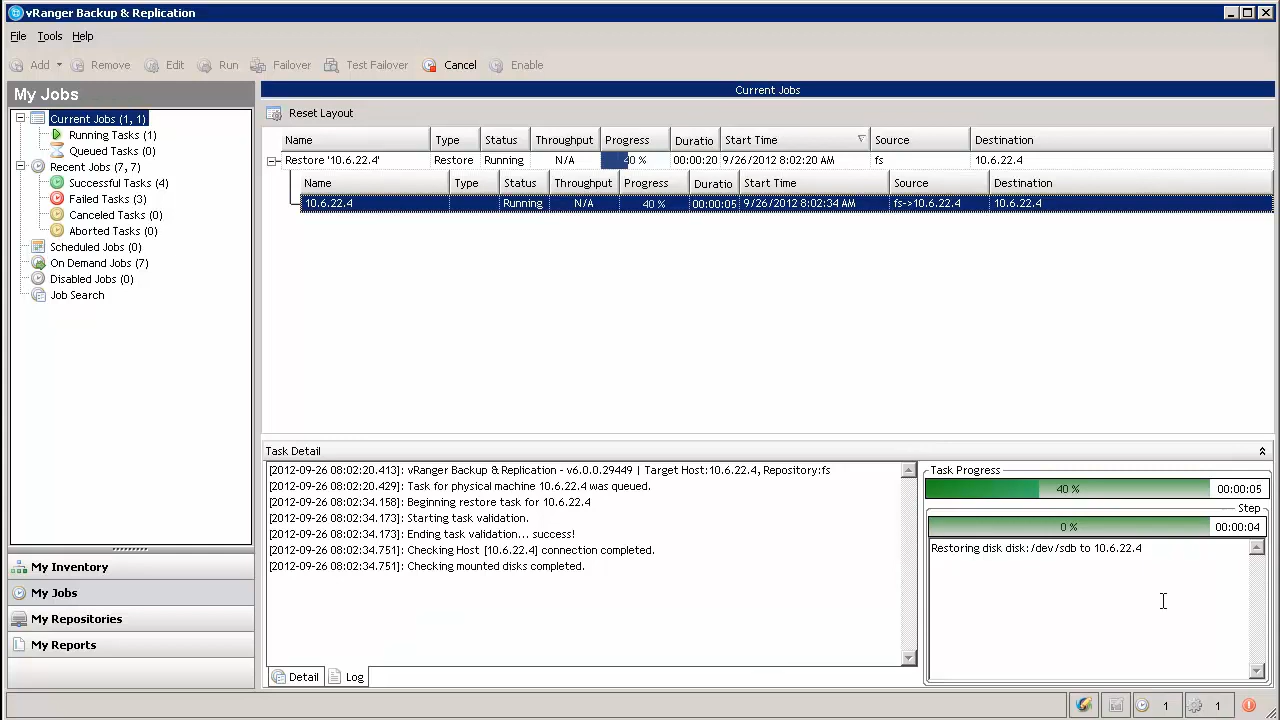 vRanger Backup & Replication
File Tools Help
Add Remove Edit Run Failover Test Failover Cancel Enable
My Jobs
Current Jobs (1, 1)
Running Tasks (1)
Queued Tasks (0)
Recent Jobs (7, 7)
Successful Tasks (4)
Failed Tasks (3)
Canceled Tasks (0)
Aborted Tasks (0)
Scheduled Jobs (0)
On Demand Jobs (7)
Disabled Jobs (0)
Job Search
My Inventory
My Jobs
My Repositories
My Reports
Current Jobs
Reset Layout
Name Type Status Throughput Progress Duratio Start Time Source Destination
Restore '10.6.22.4' Restore Running N/A 40 % 00:00:20 9/26/2012 8:02:20 AM fs 10.6.22.4
Name Type Status Throughput Progress Duratio Start Time Source Destination
10.6.22.4 Running N/A 40 % 00:00:05 9/26/2012 8:02:34 AM fs->10.6.22.4 10.6.22.4
Task Detail
[2012-09-26 08:02:20.413]: vRanger Backup & Replication - v6.0.0.29449 | Target Host:10.6.22.4, Repository:fs
[2012-09-26 08:02:20.429]: Task for physical machine 10.6.22.4 was queued.
[2012-09-26 08:02:34.158]: Beginning restore task for 10.6.22.4
[2012-09-26 08:02:34.173]: Starting task validation.
[2012-09-26 08:02:34.173]: Ending task validation... success!
[2012-09-26 08:02:34.751]: Checking Host [10.6.22.4] connection completed.
[2012-09-26 08:02:34.751]: Checking mounted disks completed.
Detail Log
Task Progress
40 % 00:00:05
Step
0 % 00:00:04
Restoring disk disk:/dev/sdb to 10.6.22.4
1 1